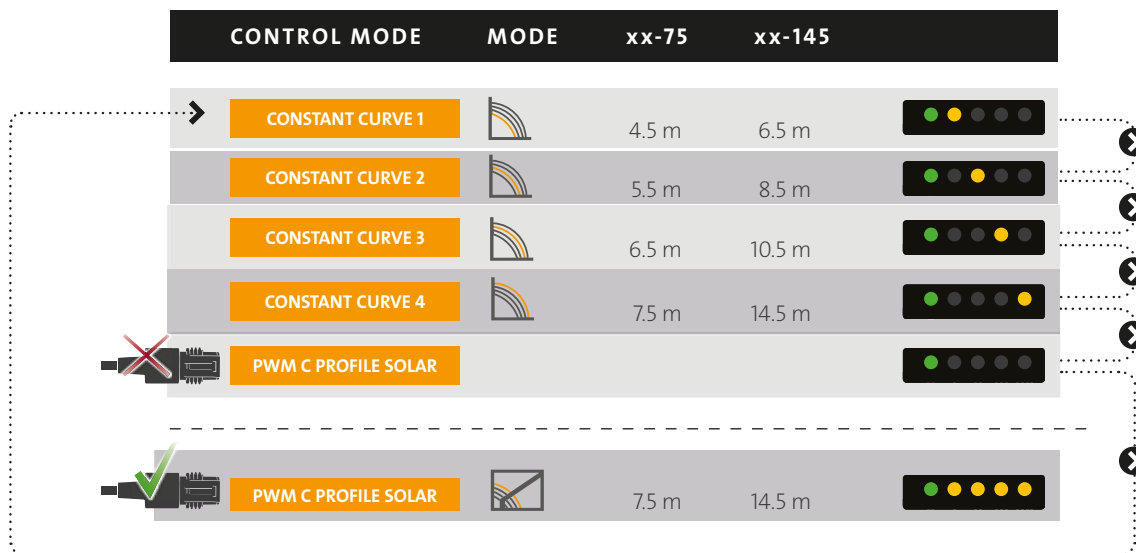 CONTROL MODE MODE xx-75 xx-145
CONSTANT CURVE 1 4.5 m 6.5 m
CONSTANT CURVE 2 5.5 m 8.5 m
CONSTANT CURVE 3 6.5 m 10.5 m
CONSTANT CURVE 4 7.5 m 14.5 m
PWM C PROFILE SOLAR
PWM C PROFILE SOLAR 7.5 m 14.5 m